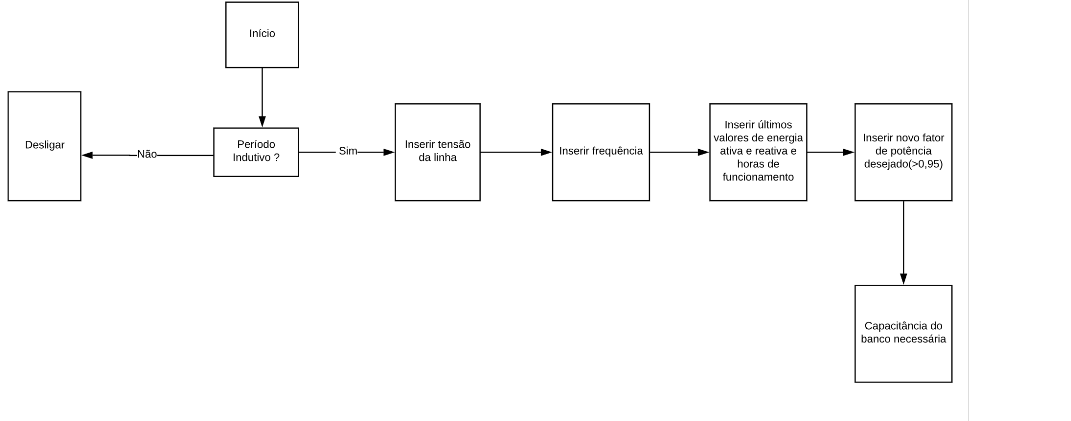 Início
Desligar
Não
Período
Indutivo ?
Sim
Inserir tensão
da linha
Inserir frequência
Inserir últimos
valores de energia
ativa e reativa e
horas de
funcionamento
Inserir novo fator
de potência
desejado(>0,95)
Capacitância do
banco necessária